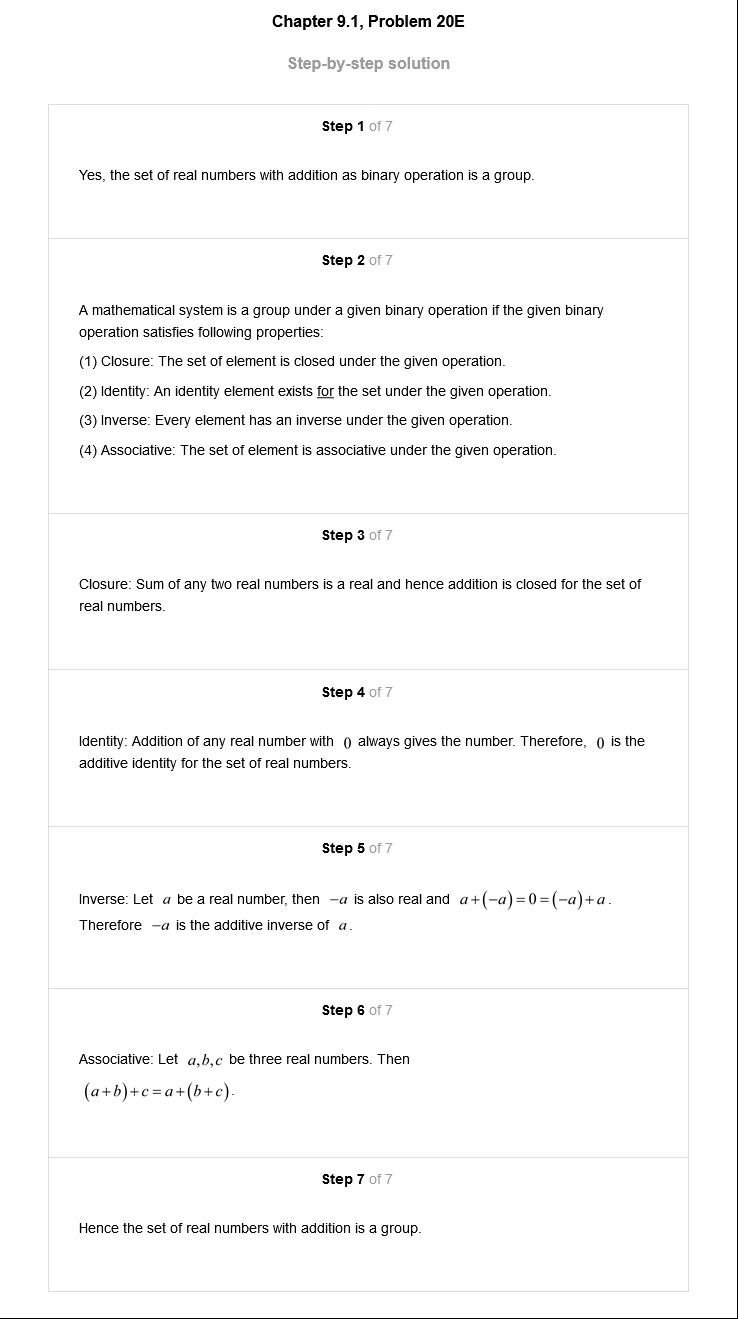 Chapter 9.1, Problem 20E
Step-by-step solution
Step 1 of 7
Yes, the set of real numbers with addition as binary operation is a group.
Step 2 of 7
A mathematical system is a group under a given binary operation if the given binary
operation satisfies following properties:
(1) Closure: The set of element is closed under the given operation.
(2) Identity: An identity element exists for the set under the given operation.
(3) Inverse: Every element has an inverse under the given operation.
(4) Associative: The set of element is associative under the given operation.
Step 3 of 7
Closure: Sum of any two real numbers is a real and hence addition is closed for the set of
real numbers.
Step 4 of 7
Identity: Addition of any real number with 0 always gives the number. Therefore, 0 is the
additive identity for the set of real numbers.
Step 5 of 7
Inverse: Let a be a real number, then −a is also real and a+(−a)=0=(−a)+a.
Therefore −a is the additive inverse of a.
Step 6 of 7
Associative: Let a,b,c be three real numbers. Then
(a+b)+c=a+(b+c).
Step 7 of 7
Hence the set of real numbers with addition is a group.